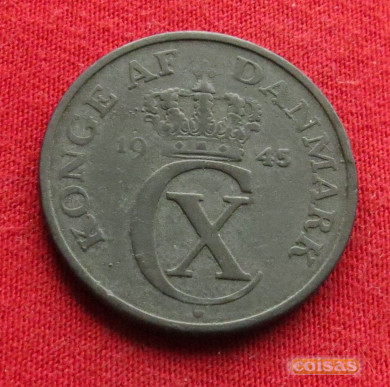 KONGE AF DANMARK
19 45
CX
coisas